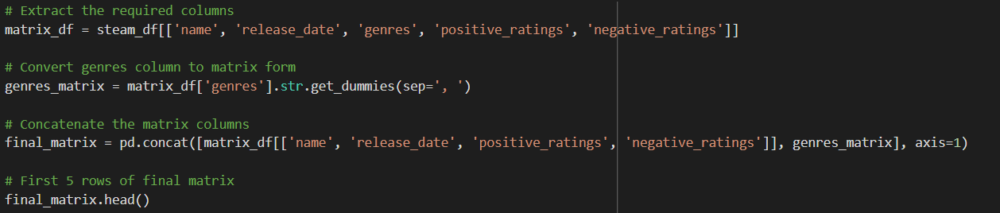 # Extract the required columns
matrix_df = steam_df[['name', 'release_date', 'genres', 'positive_ratings', 'negative_ratings']]
# Convert genres column to matrix form
genres_matrix = matrix_df['genres'].str.get_dummies(sep=', ')
# Concatenate the matrix columns
final_matrix = pd.concat([matrix_df[['name', 'release_date', 'positive_ratings', 'negative_ratings']], genres_matrix], axis=1)
# First 5 rows of final matrix
final_matrix.head()